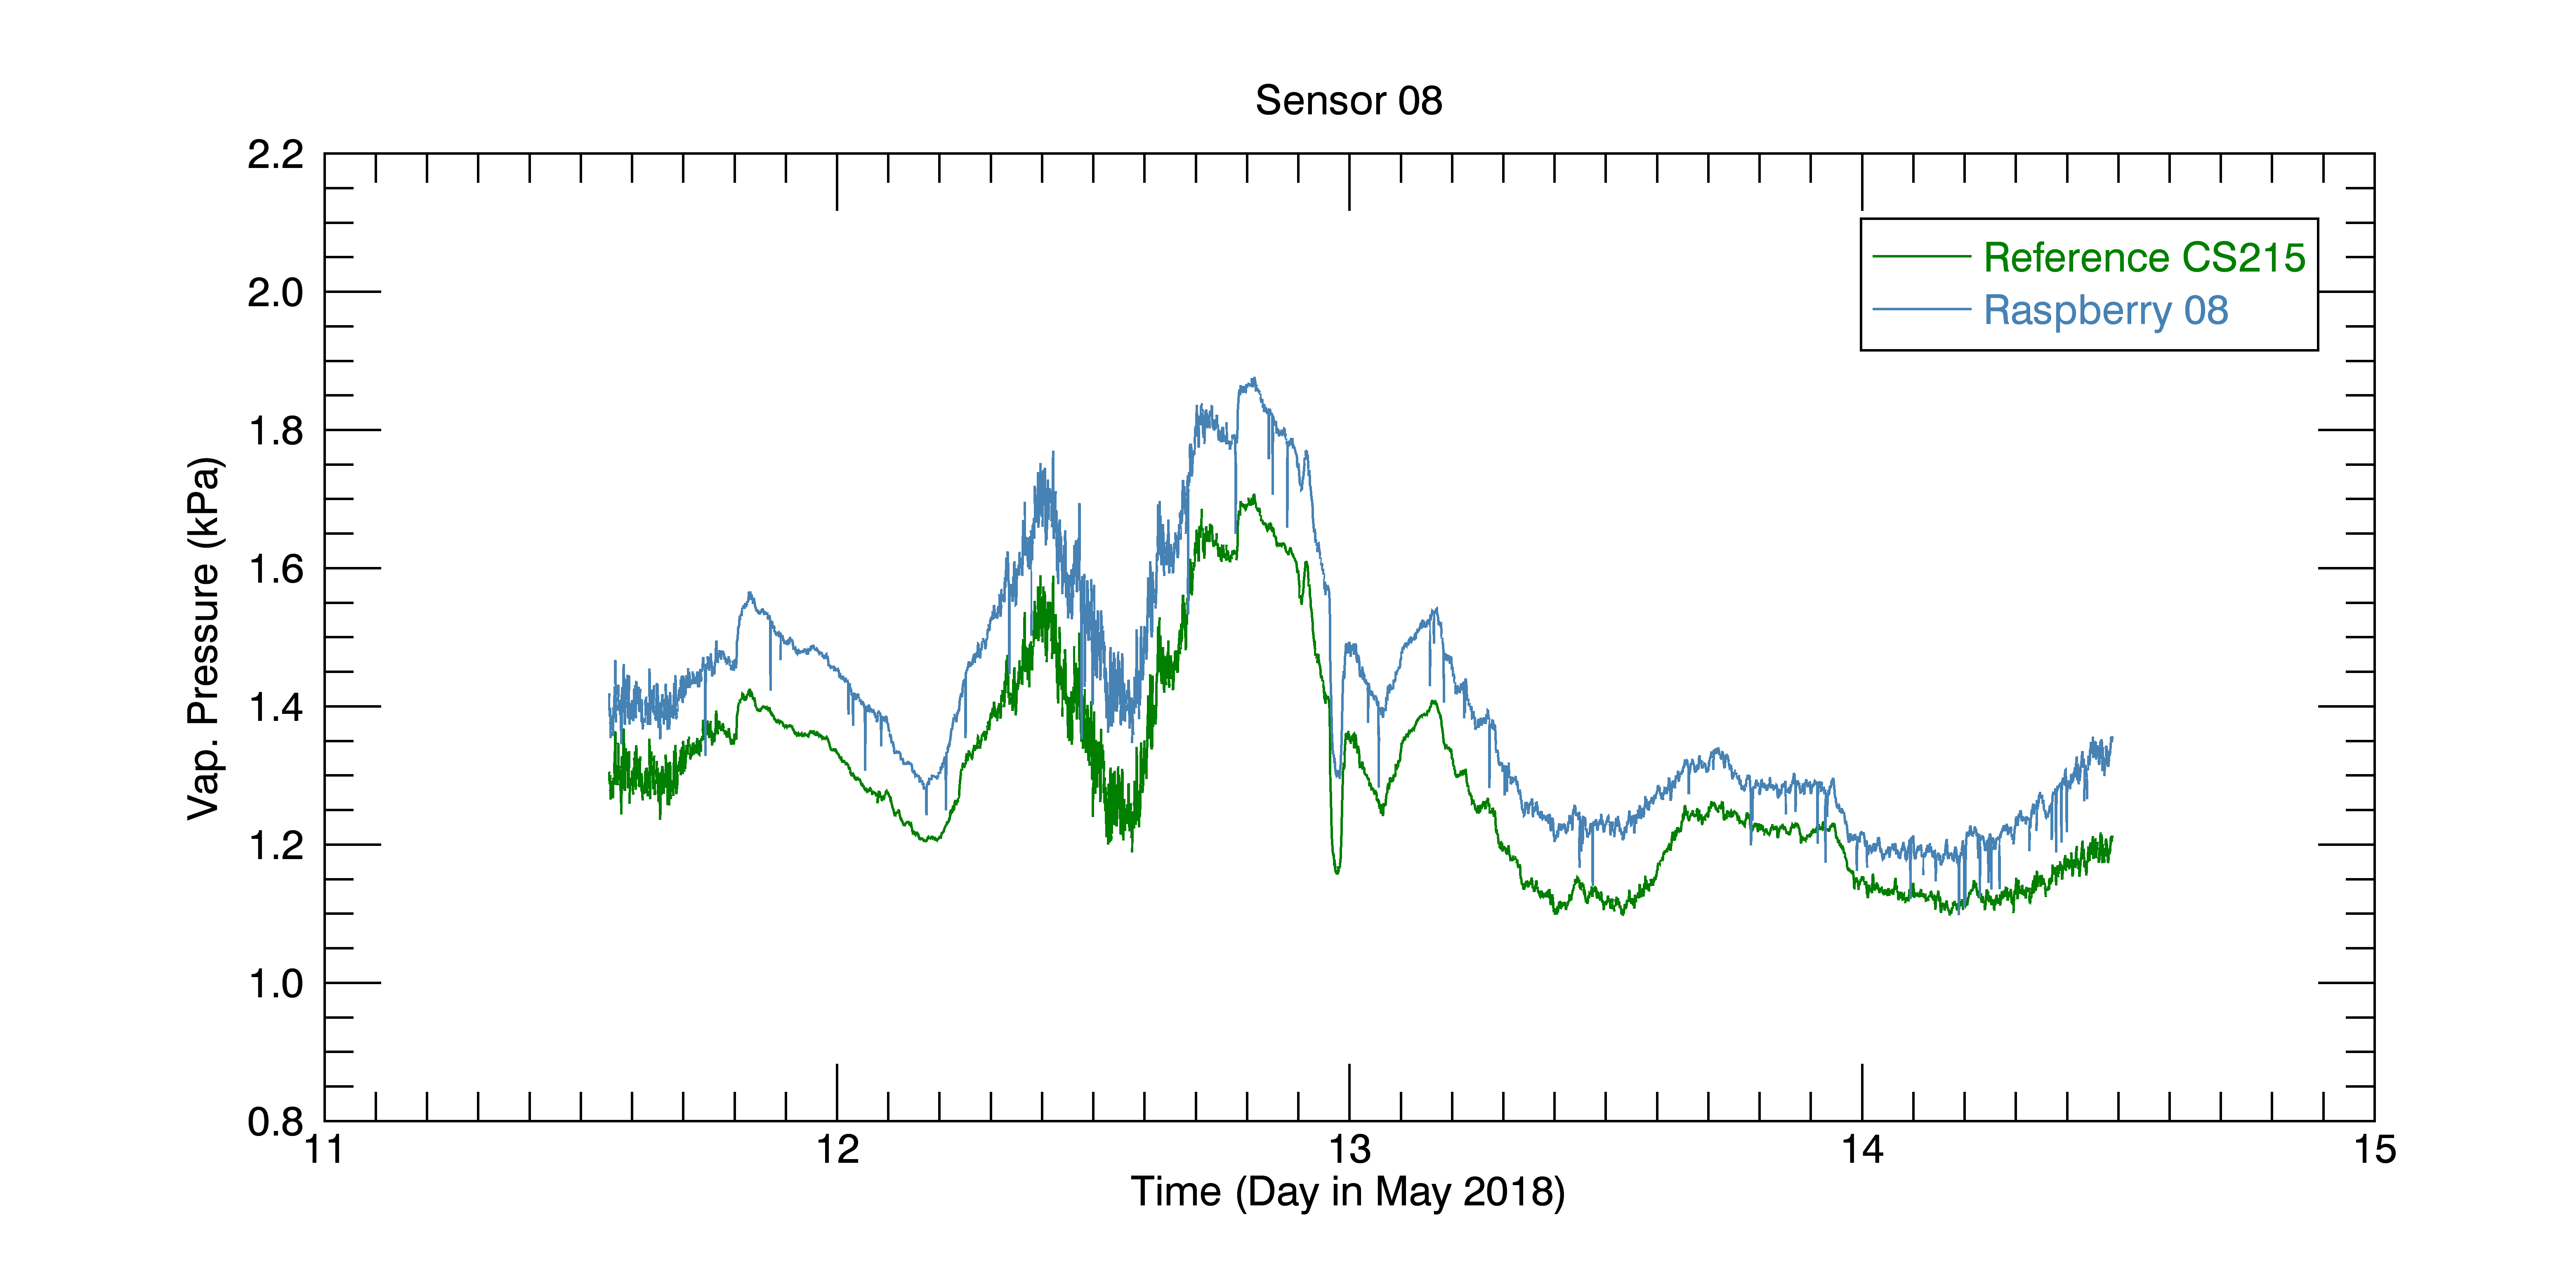 Sensor 08
2.2
2.0
1.8
1.6
1.4
1.2
1.0
0.8
Vap. Pressure (kPa)
Reference CS215
Raspberry 08
11
12
13
14
15
Time (Day in May 2018)